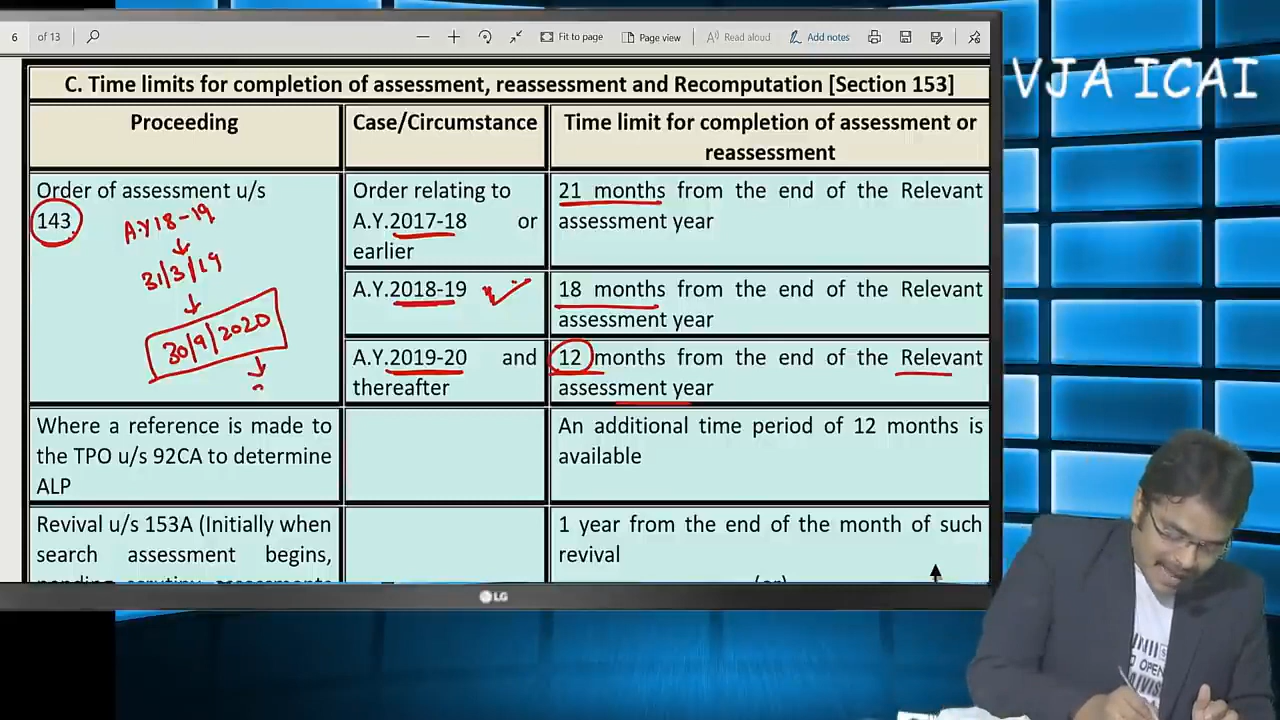 6 of 13 Fit to page Page view Read aloud Add notes
VJA ICAI
C. Time limits for completion of assessment, reassessment and Recomputation [Section 153]
Proceeding
Case/Circumstance
Time limit for completion of assessment or
reassessment
Order of assessment u/s
143
A.Y 18-19
31/3/19
30/9/2020
Order relating to
A.Y.2017-18 or
earlier
21 months from the end of the Relevant
assessment year
A.Y.2018-19
18 months from the end of the Relevant
assessment year
A.Y.2019-20 and
thereafter
12 months from the end of the Relevant
assessment year
Where a reference is made to
the TPO u/s 92CA to determine
ALP
An additional time period of 12 months is
available
Revival u/s 153A (Initially when
search assessment begins,
pending scrutiny assessments
1 year from the end of the month of such
revival
(or)
LG